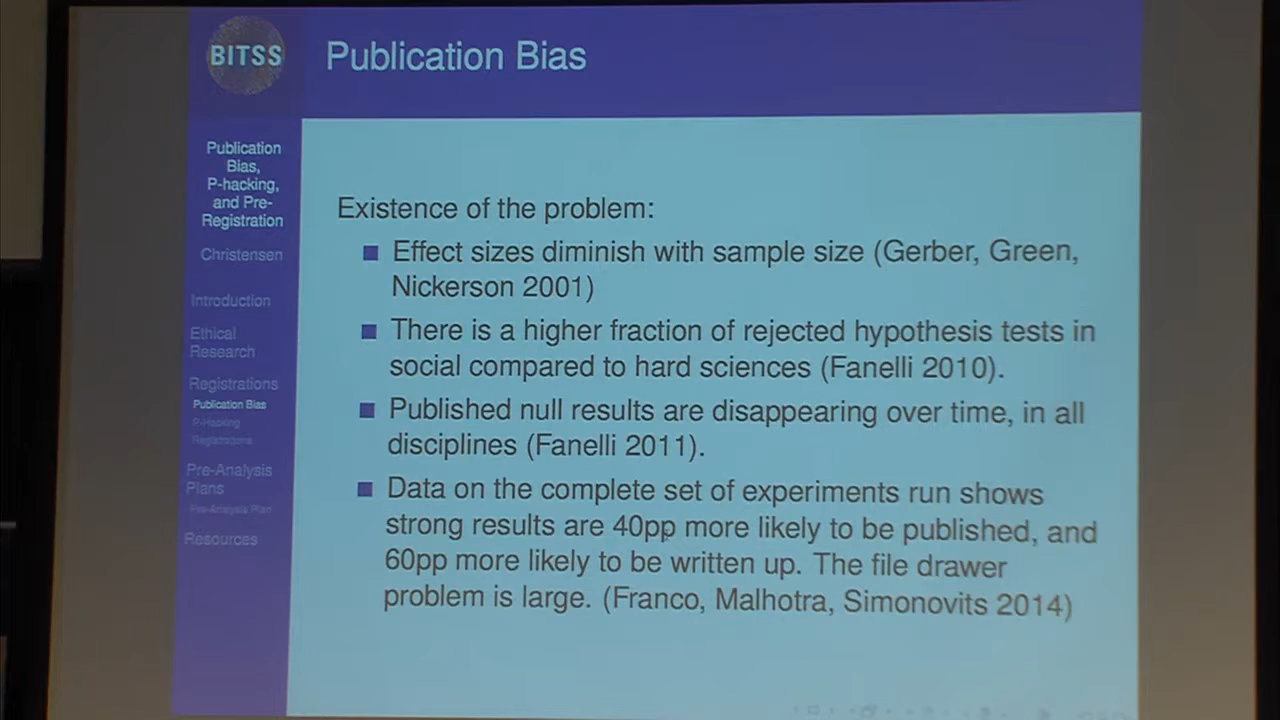 BITSS
Publication Bias
Publication
Bias,
P-hacking,
and Pre-
Registration
Christensen
Introduction
Ethical
Research
Registrations
Publication Bias
P-Hacking
Registrations
Pre-Analysis
Plans
Pre-Analysis Plan
Resources
Existence of the problem:
Effect sizes diminish with sample size (Gerber, Green,
Nickerson 2001)
There is a higher fraction of rejected hypothesis tests in
social compared to hard sciences (Fanelli 2010).
Published null results are disappearing over time, in all
disciplines (Fanelli 2011).
Data on the complete set of experiments run shows
strong results are 40pp more likely to be published, and
60pp more likely to be written up. The file drawer
problem is large. (Franco, Malhotra, Simonovits 2014)